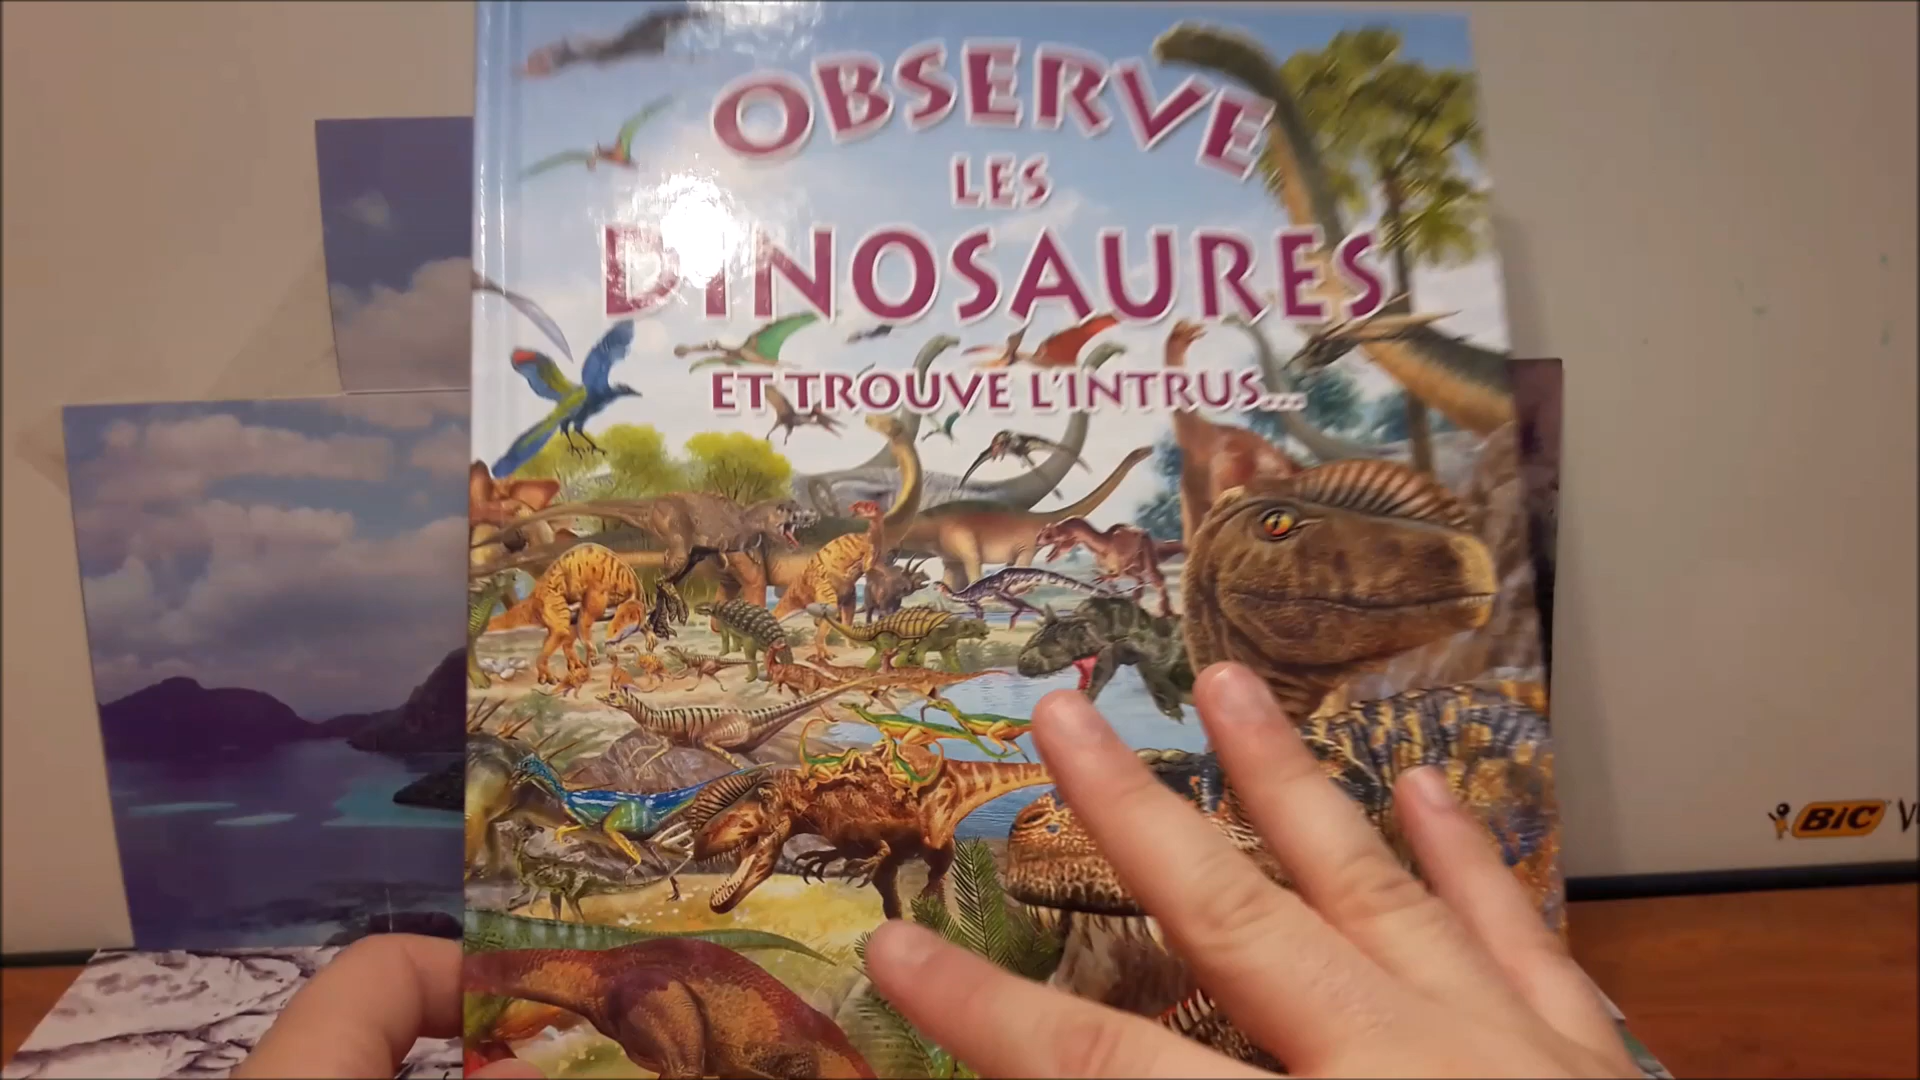 OBSERVE
LES
DINOSAURES
ET TROUVE L'INTRUS...
BIC